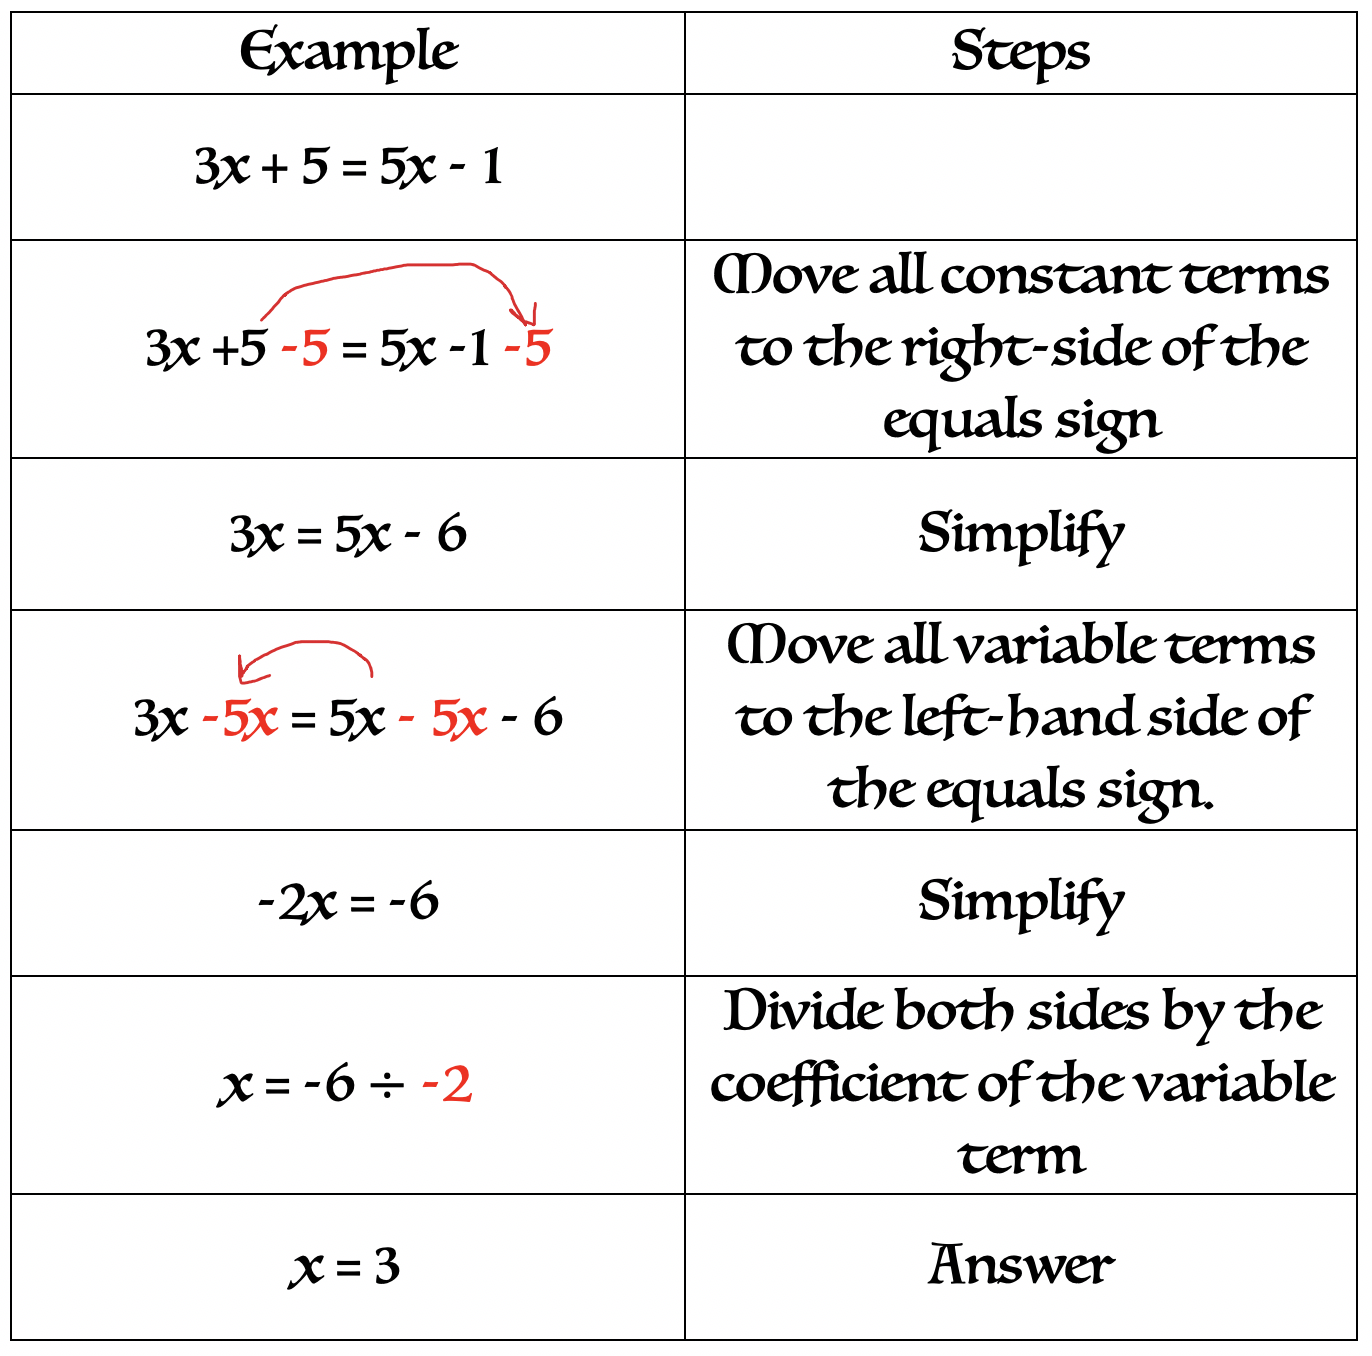 Example
Steps
3x + 5 = 5x - 1
3x +5 -5 = 5x -1 -5
Move all constant terms
to the right-side of the
equals sign
3x = 5x - 6
Simplify
3x -5x = 5x - 5x - 6
Move all variable terms
to the left-hand side of
the equals sign.
-2x = -6
Simplify
x = -6 ÷ -2
Divide both sides by the
coefficient of the variable
term
x = 3
Answer